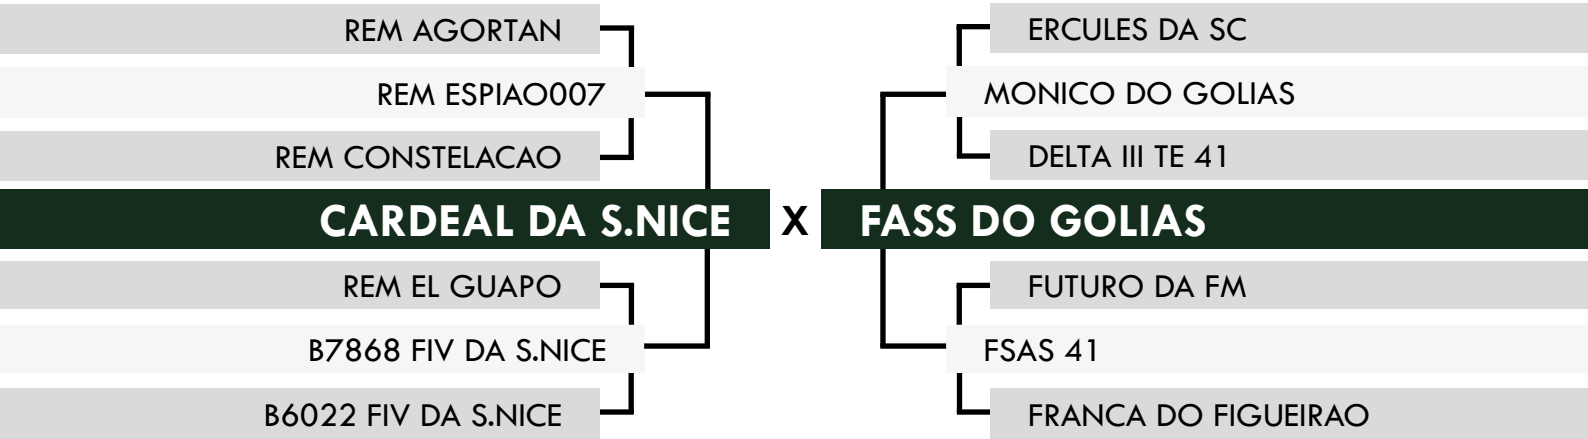 REM AGORTAN
REM ESPIAO007
REM CONSTELACAO
CARDEAL DA S.NICE
REM EL GUAPO
B7868 FIV DA S.NICE
B6022 FIV DA S.NICE
X
ERCULES DA SC
MONICO DO GOLIAS
DELTA III TE 41
FASS DO GOLIAS
FUTURO DA FM
FSAS 41
FRANCA DO FIGUEIRAO